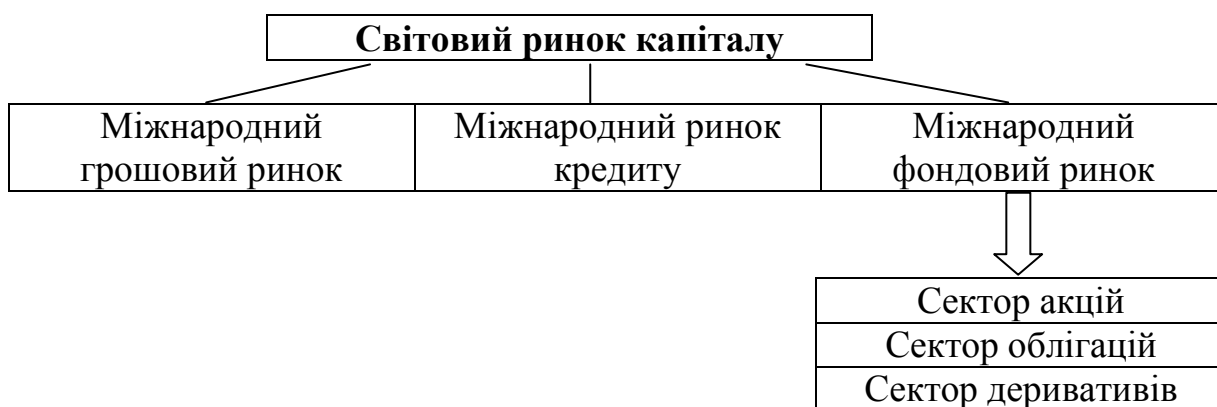 Світовий ринок капіталу
Міжнародний
грошовий ринок
Міжнародний ринок
кредиту
Міжнародний
фондовий ринок
Сектор акцій
Сектор облігацій
Сектор деривативів